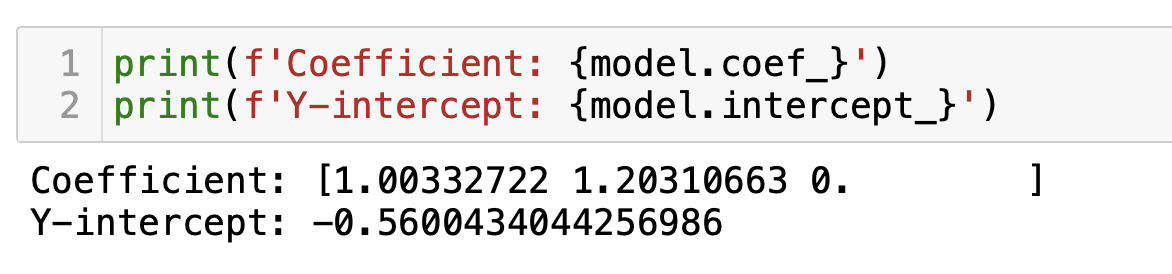 1 print(f'Coefficient: {model.coef_}')
2 print(f'Y-intercept: {model.intercept_}')
Coefficient: [1.00332722 1.20310663 0.        ]
Y-intercept: -0.5600434044256986